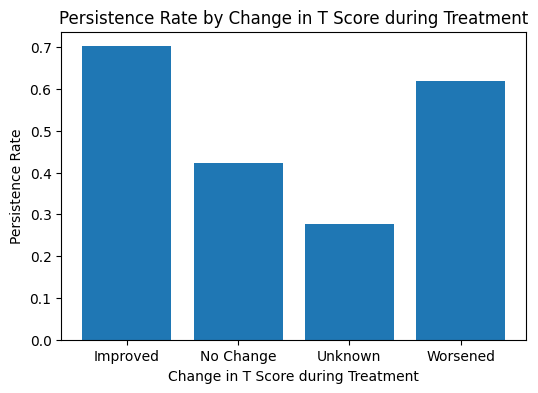 Persistence Rate by Change in T Score during Treatment
0.7
0.6
0.5
0.4
0.3
0.2
0.1
0.0
Persistence Rate
Improved
No Change
Unknown
Worsened
Change in T Score during Treatment